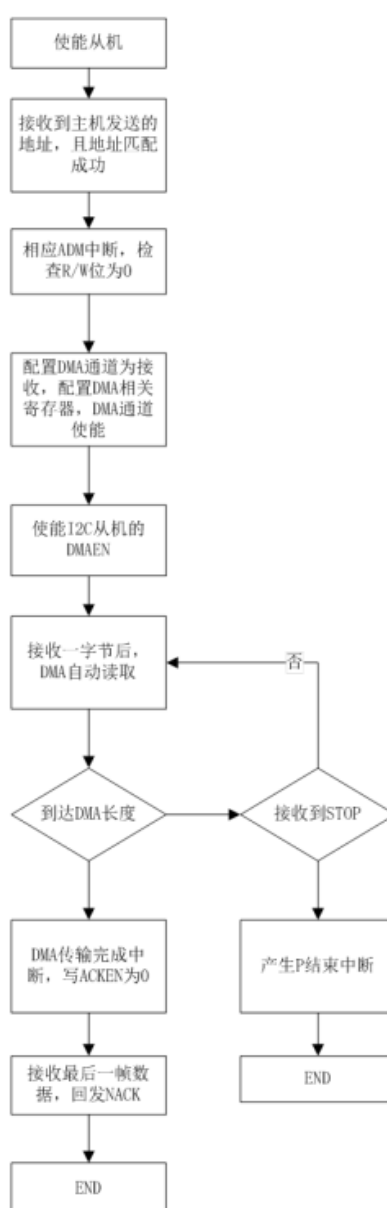 使能从机
接收到主机发送的
地址，且地址匹配
成功
相应ADM中断，检
查R/W位为0
配置DMA通道为接
收，配置DMA相关
寄存器，DMA通道
使能
使能I2C从机的
DMAEN
接收一字节后，
DMA自动读取
否
到达DMA长度
接收到STOP
DMA传输完成中
断，写ACKEN为0
产生P结束中断
接收最后一帧数
据，回发NACK
END
END